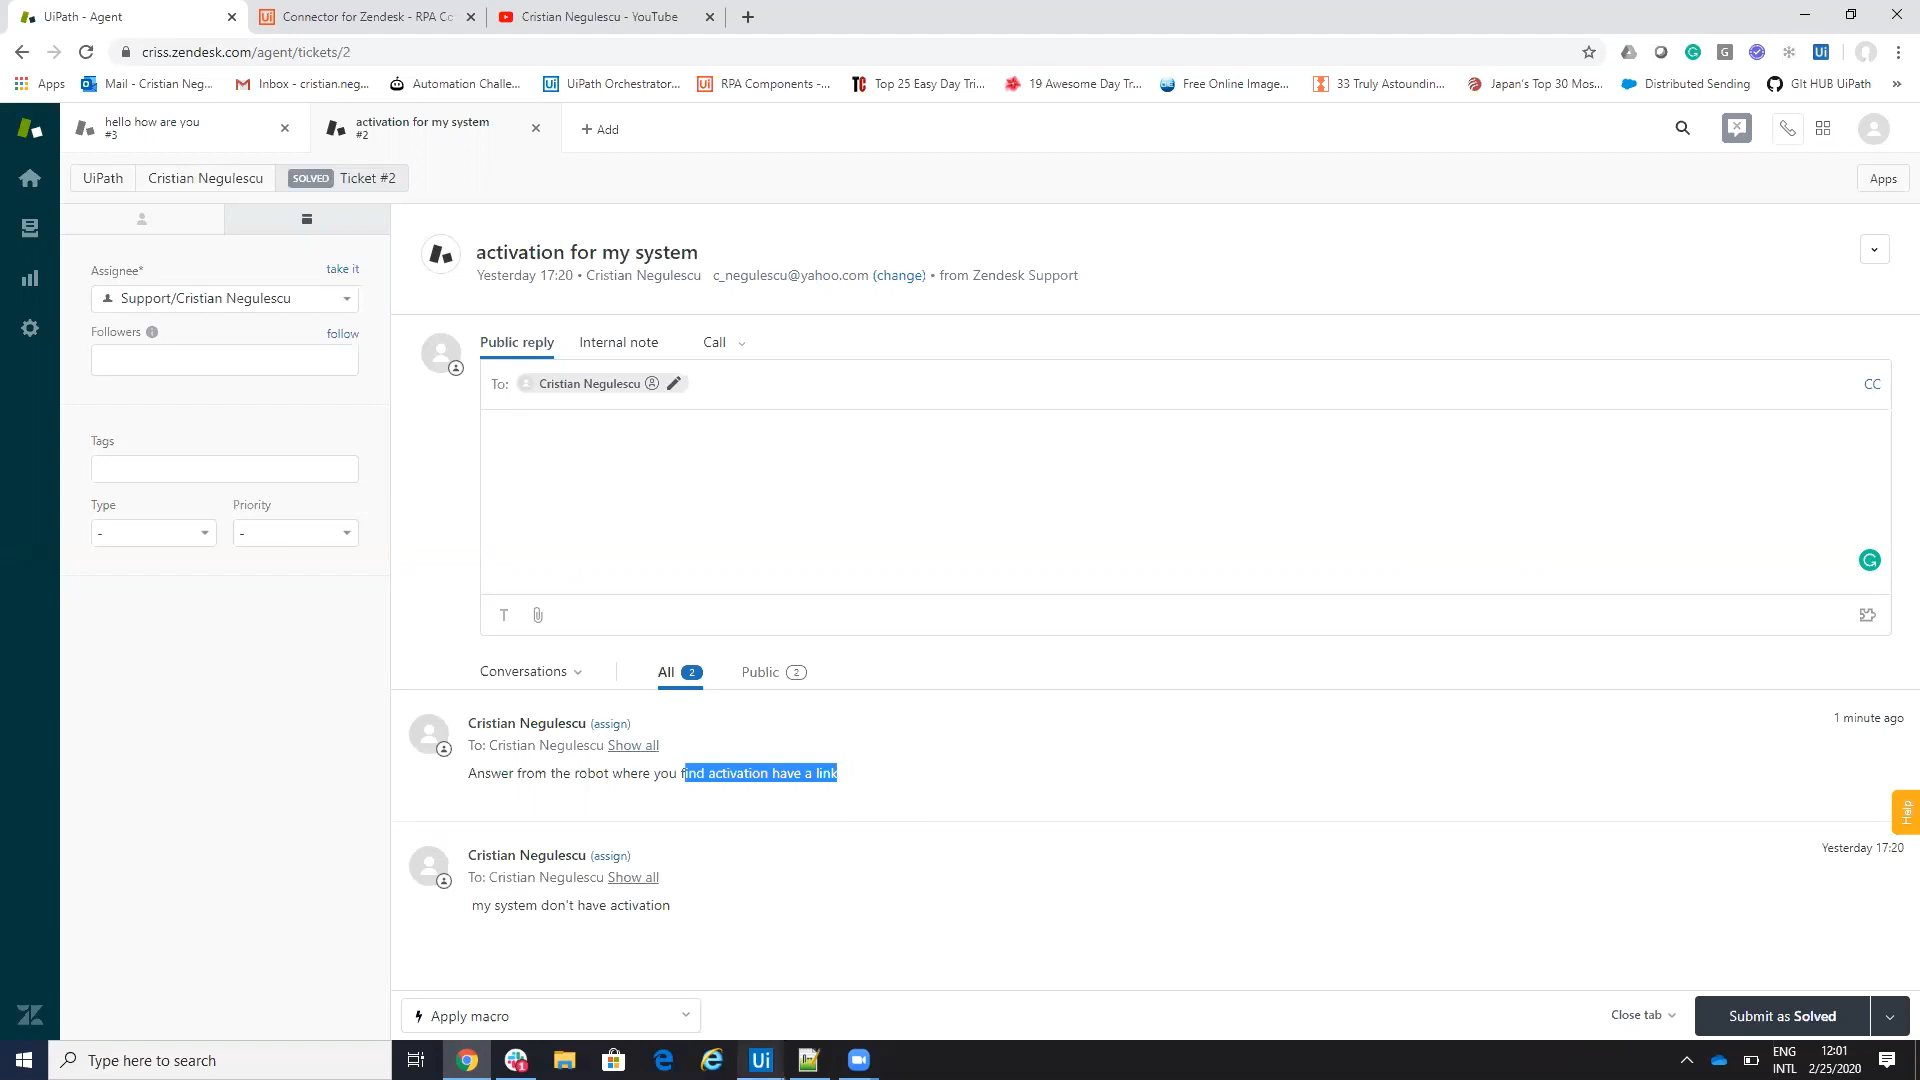 UiPath - Agent
Connector for Zendesk - RPA Co
Cristian Negulescu - YouTube
criss.zendesk.com/agent/tickets/2
Apps
Mail - Cristian Neg...
Inbox - cristian.neg...
Automation Challe...
UiPath Orchestrator...
RPA Components -...
Top 25 Easy Day Tri...
19 Awesome Day Tr...
Free Online Image...
33 Truly Astoundin...
Japan's Top 30 Mos...
Distributed Sending
GIt HUB UiPath
»
hello how are you
#3
activation for my system
#2
+ Add
UiPath
Cristian Negulescu
SOLVED Ticket #2
Apps
Assignee*
take it
Support/Cristian Negulescu
Followers
follow
Tags
Type
Priority
-
-
activation for my system
Yesterday 17:20 • Cristian Negulescu c_negulescu@yahoo.com (change) • from Zendesk Support
Public reply
Internal note
Call
To: Cristian Negulescu
CC
T
Conversations
All 2
Public 2
Cristian Negulescu (assign)
1 minute ago
To: Cristian Negulescu Show all
Answer from the robot where you find activation have a link
Help
Cristian Negulescu (assign)
Yesterday 17:20
To: Cristian Negulescu Show all
my system don't have activation
Apply macro
Close tab
Submit as Solved
Type here to search
Ui
1
ENG
INTL
12:01
2/25/2020